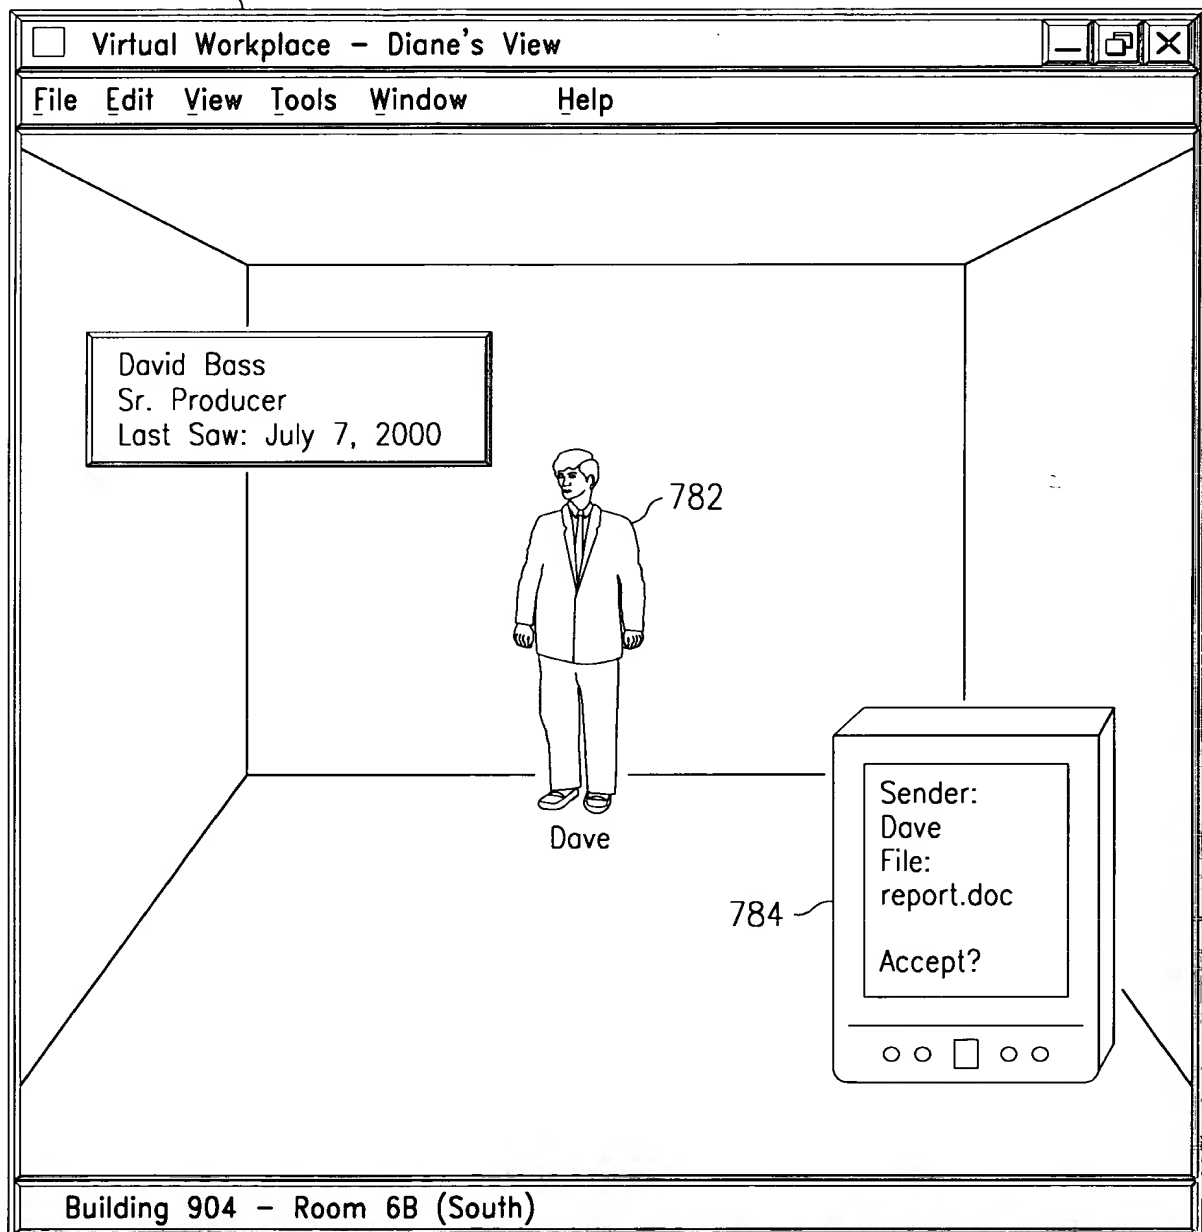 Virtual Workplace - Diane's View
File Edit View Tools Window Help
David Bass
Sr. Producer
Last Saw: July 7, 2000
782
Dave
Sender:
Dave
File:
report.doc
Accept?
784
Building 904 - Room 6B (South)